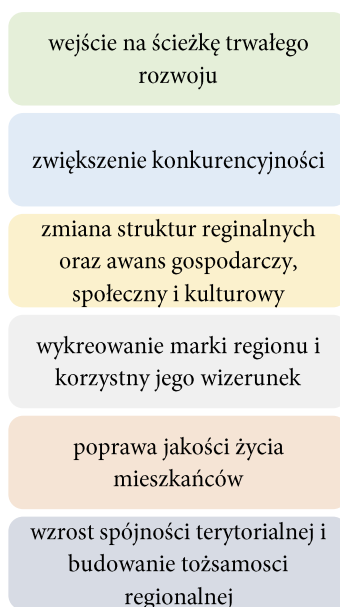 wejście na ścieżkę trwałego
rozwoju
zwiększenie konkurencyjności
zmiana struktur reginalnych
oraz awans gospodarczy,
społeczny i kulturowy
wykreowanie marki regionu i
korzystny jego wizerunek
poprawa jakości życia
mieszkańców
wzrost spójności terytorialnej i
budowanie tożsamosci
regionalnej